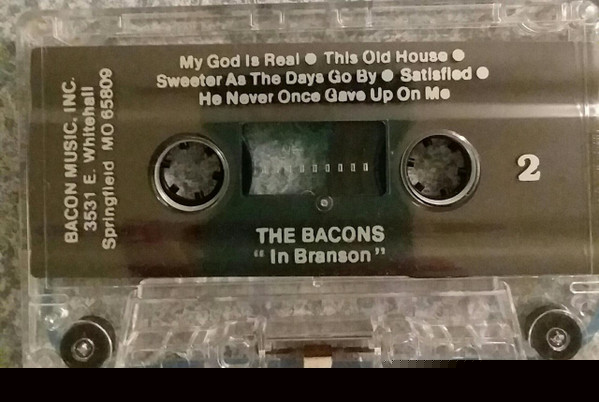 My God Is Real ● This Old House ●
Sweeter As The Days Go By ● Satisfied ●
He Never Once Gave Up On Me
BACON MUSIC, INC.
3531 E. Whitehall
Springfield MO 65809
2
THE BACONS
"In Branson"